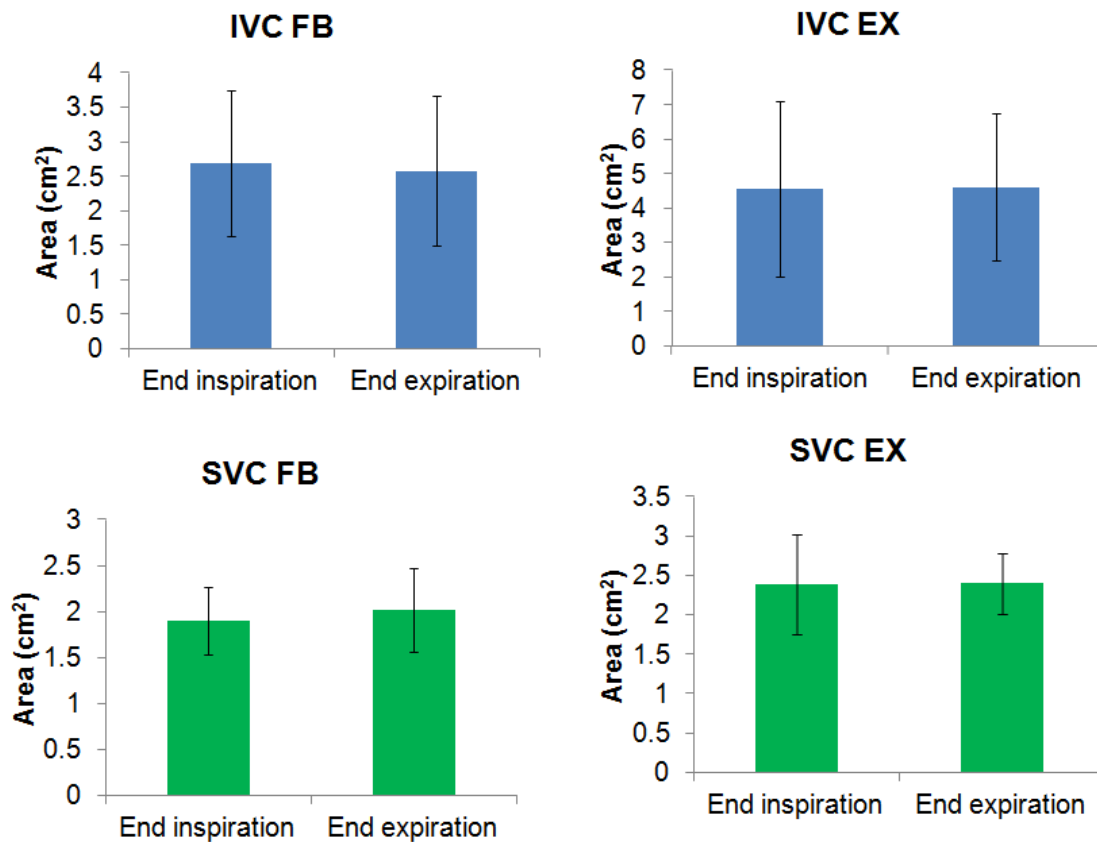 IVC FB
Area (cm²)
4
3.5
3
2.5
2
1.5
1
0.5
0
End inspiration
End expiration
IVC EX
Area (cm²)
8
7
6
5
4
3
2
1
0
End inspiration
End expiration
SVC FB
Area (cm²)
3
2.5
2
1.5
1
0.5
0
End inspiration
End expiration
SVC EX
Area (cm²)
3.5
3
2.5
2
1.5
1
0.5
0
End inspiration
End expiration